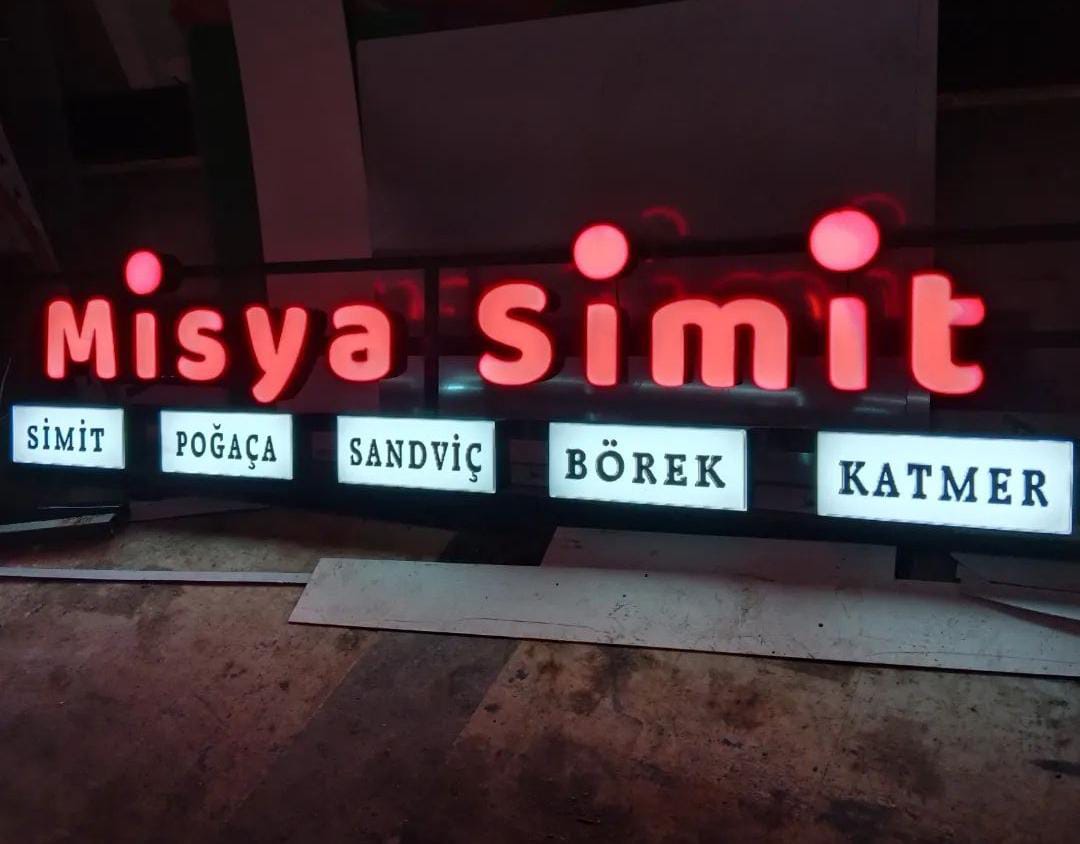 Misya Simit
SİMİT POĞAÇA SANDVİÇ BÖREK KATMER